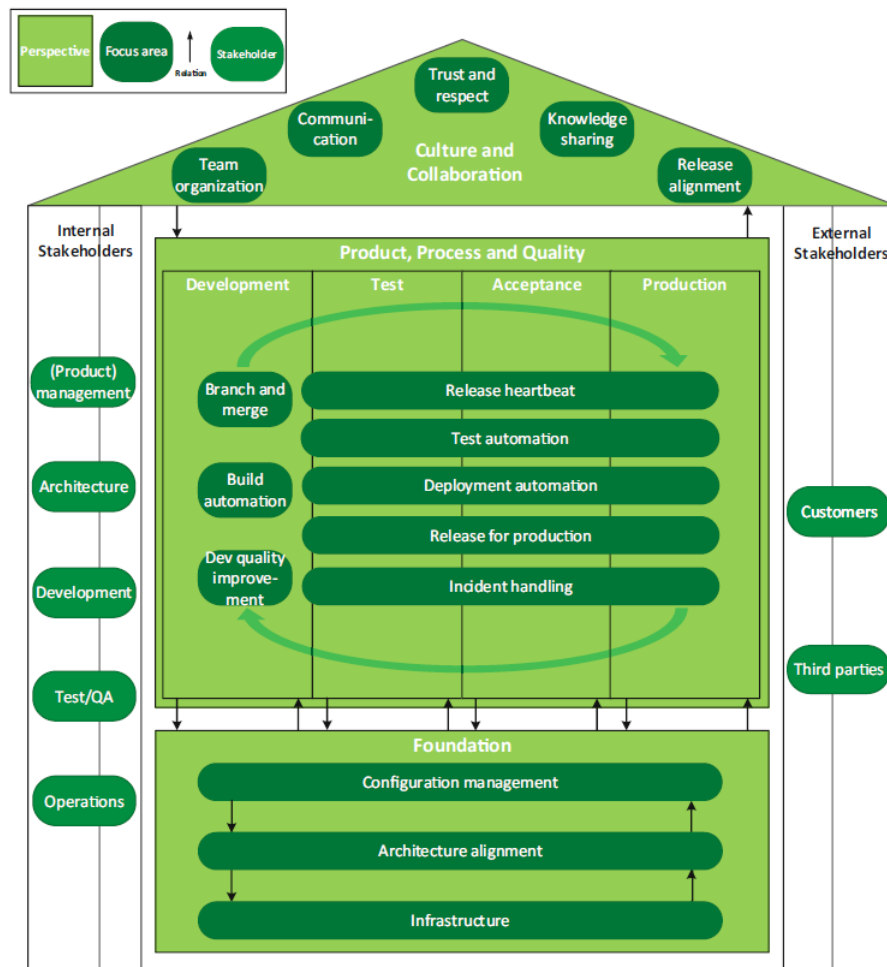 Perspective
Focus area
Relation
Stakeholder
Trust and
respect
Communi-
cation
Knowledge
sharing
Culture and
Collaboration
Team
organization
Release
alignment
Internal
Stakeholders
External
Stakeholders
Product, Process and Quality
Development
Test
Acceptance
Production
(Product)
management
Branch and
merge
Release heartbeat
Test automation
Architecture
Build
automation
Deployment automation
Customers
Release for production
Development
Dev quality
improve-
ment
Incident handling
Third parties
Test/QA
Foundation
Operations
Configuration management
Architecture alignment
Infrastructure